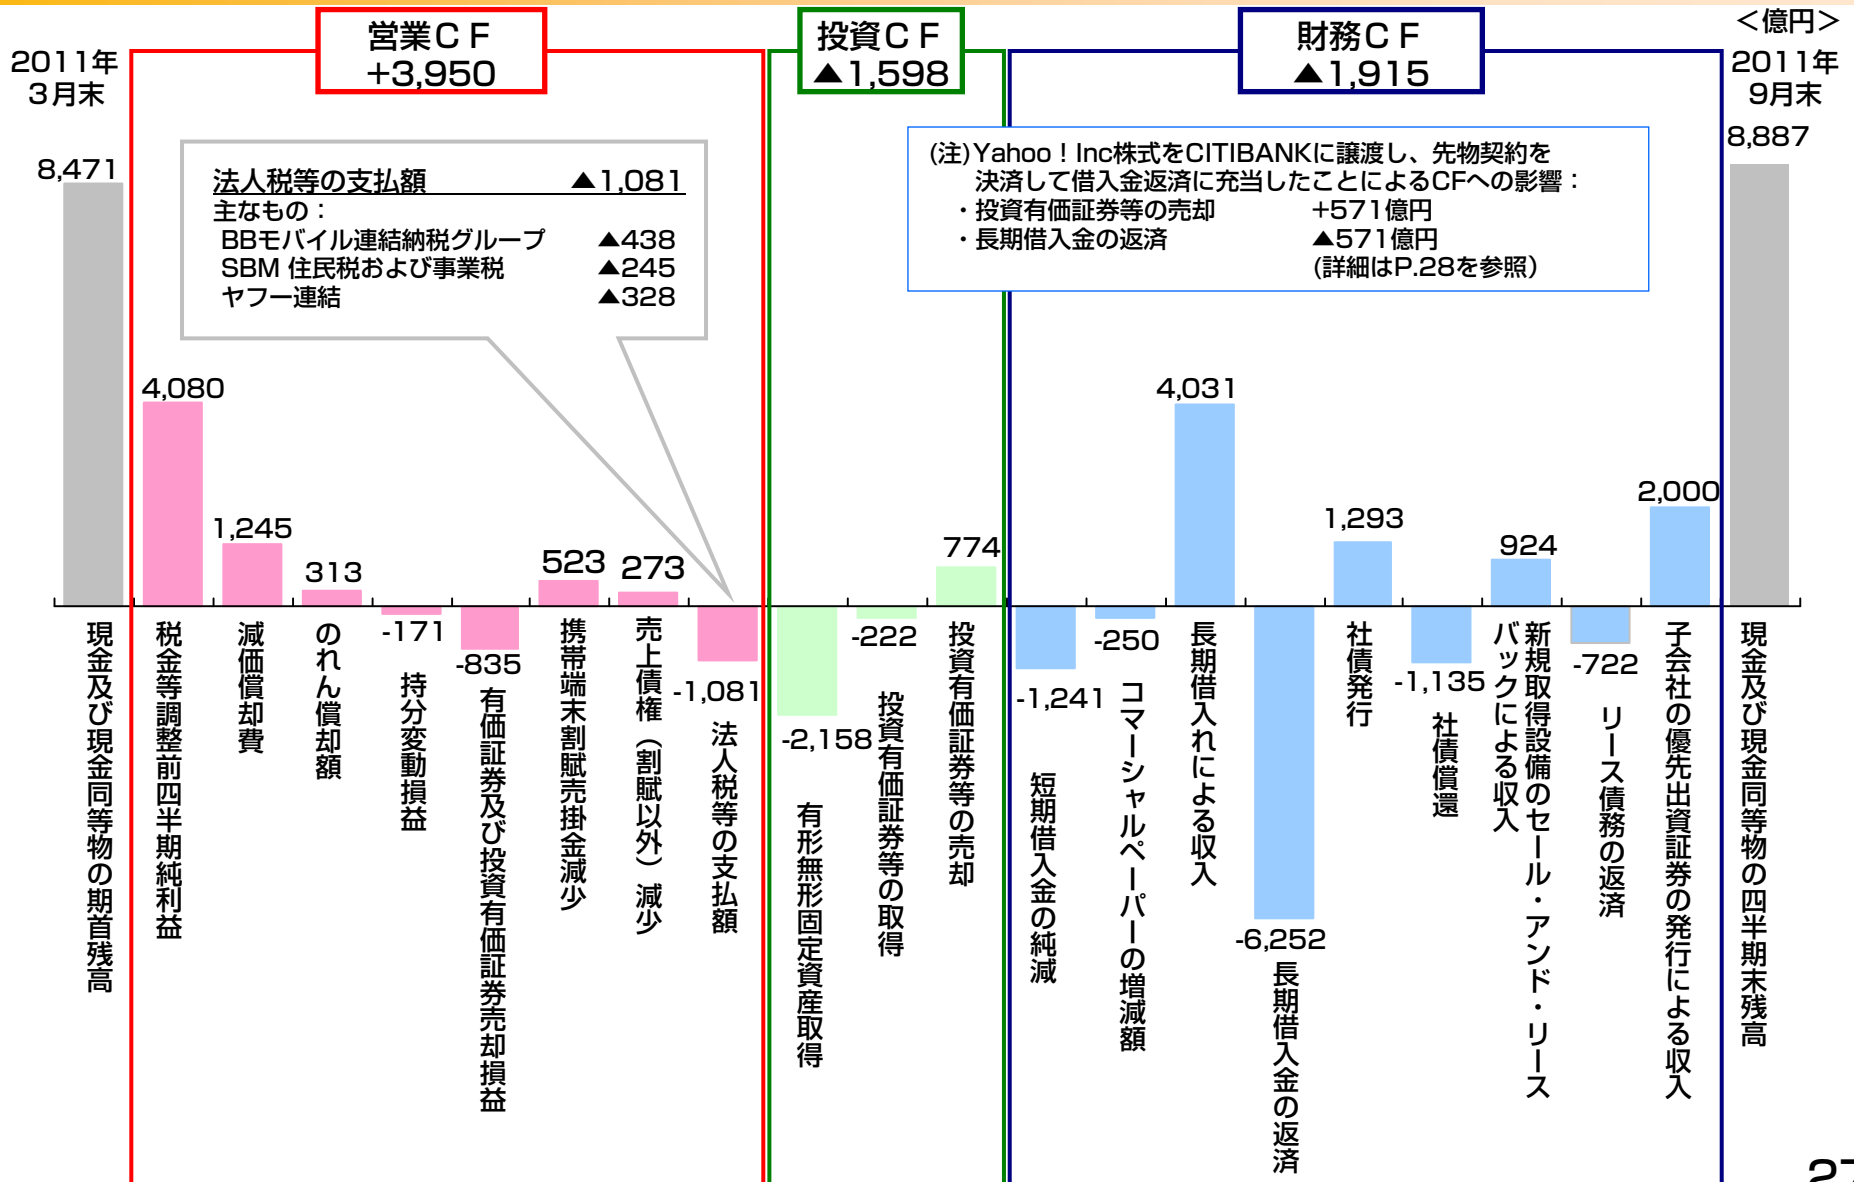 ＜億円＞
営業ＣＦ
+3,950
投資ＣＦ
▲1,598
財務ＣＦ
▲1,915
2011年
３月末
2011年
9月末
8,471
8,887
法人税等の支払額 ▲1,081
主なもの：
BBモバイル連結納税グループ ▲438
SBM 住民税および事業税 ▲245
ヤフー連結 ▲328
(注)Yahoo！Inc株式をCITIBANKに譲渡し、先物契約を
決済して借入金返済に充当したことによるCFへの影響：
・投資有価証券等の売却 +571億円
・長期借入金の返済 ▲571億円
(詳細はP.28を参照）
4,080
1,245
313
-171
-835
523
273
-1,081
-2,158
-222
774
-1,241
-250
4,031
-6,252
1,293
-1,135
924
-722
2,000
現金及び現金同等物の期首残高
税金等調整前四半期純利益
減価償却費
のれん償却額
持分変動損益
有価証券及び投資有価証券売却損益
携帯端末割賦売掛金減少
売上債権（割賦以外）減少
法人税等の支払額
有形無形固定資産取得
投資有価証券等の取得
投資有価証券等の売却
短期借入金の純減
コマーシャルペーパーの増減額
長期借入れによる収入
長期借入金の返済
社債発行
社債償還
新規取得設備のセール・アンド・リース
バックによる収入
リース債務の返済
子会社の優先出資証券の発行による収入
現金及び現金同等物の四半期末残高
27